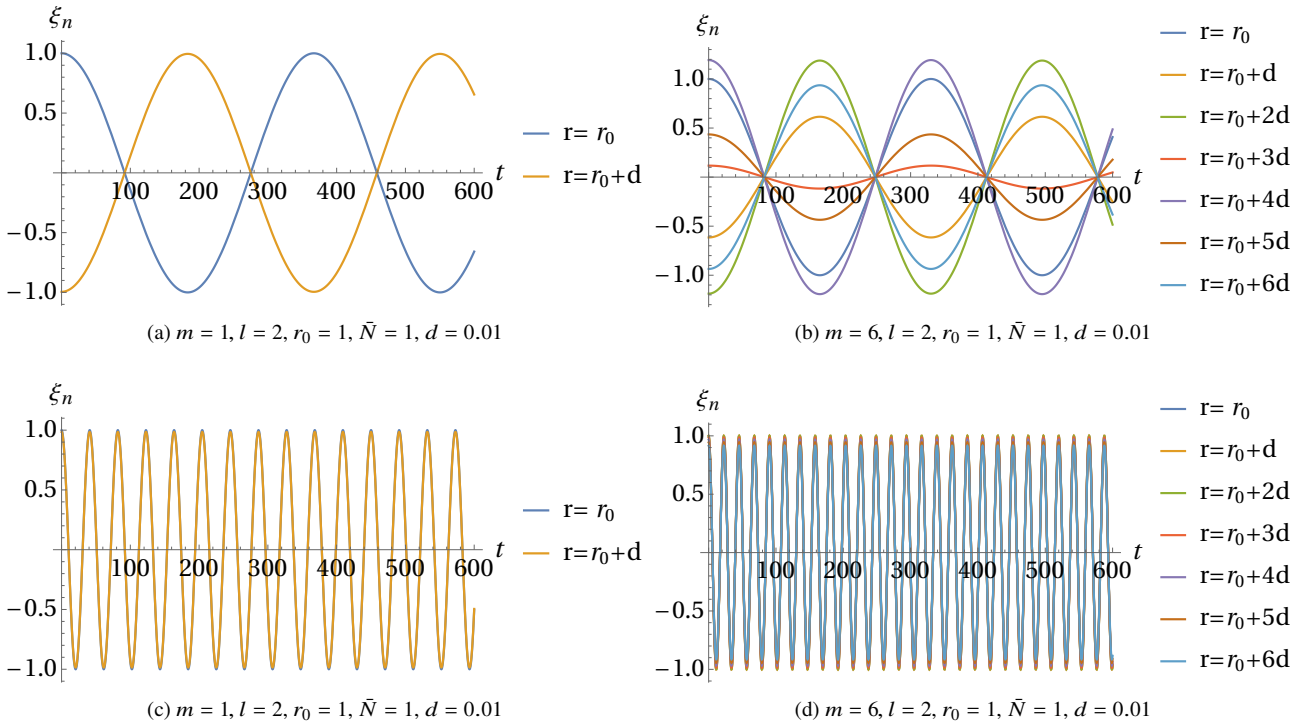 ξₙ
1.0
0.5
−0.5
−1.0
100 200 300 400 500 600 t
r= r₀
r=r₀+d
(a) m = 1, l = 2, r₀ = 1, N̄ = 1, d = 0.01
ξₙ
1.0
0.5
−0.5
−1.0
100 200 300 400 500 600 t
r= r₀
r=r₀+d
r=r₀+2d
r=r₀+3d
r=r₀+4d
r=r₀+5d
r=r₀+6d
(b) m = 6, l = 2, r₀ = 1, N̄ = 1, d = 0.01
ξₙ
1.0
0.5
−0.5
−1.0
100 200 300 400 500 600 t
r= r₀
r=r₀+d
(c) m = 1, l = 2, r₀ = 1, N̄ = 1, d = 0.01
ξₙ
1.0
0.5
−0.5
−1.0
100 200 300 400 500 600 t
r= r₀
r=r₀+d
r=r₀+2d
r=r₀+3d
r=r₀+4d
r=r₀+5d
r=r₀+6d
(d) m = 6, l = 2, r₀ = 1, N̄ = 1, d = 0.01